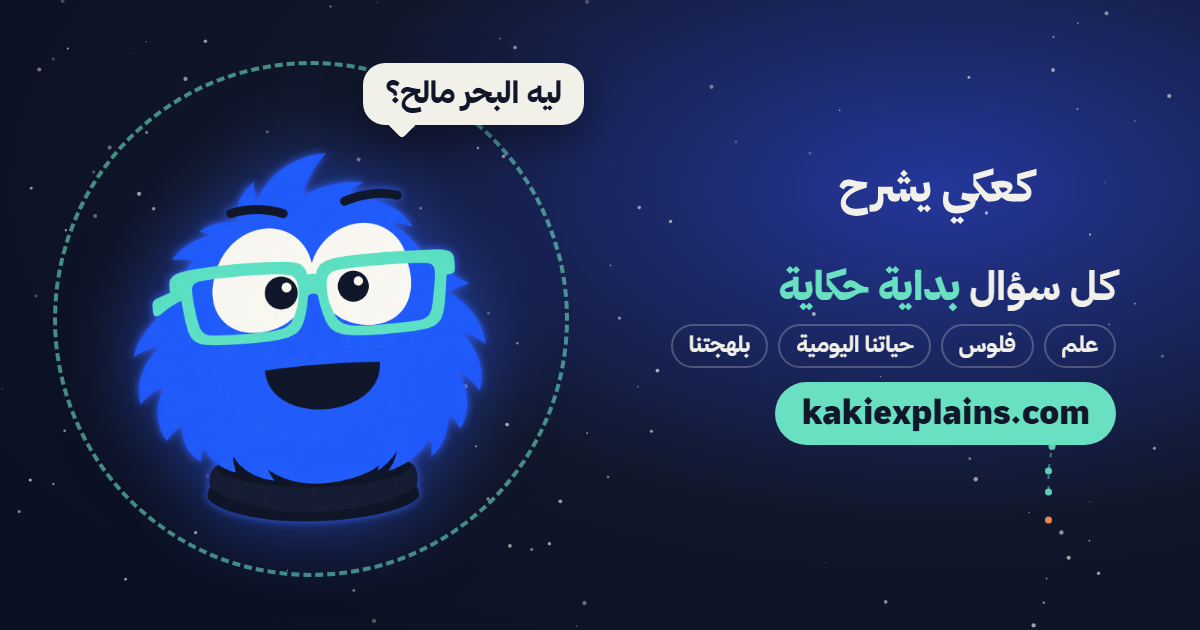 ليه البحر مالح؟
كعكي يشرح
كل سؤال بداية حكاية
علم فلوس حياتنا اليومية بلهجتنا
kakiexplains.com